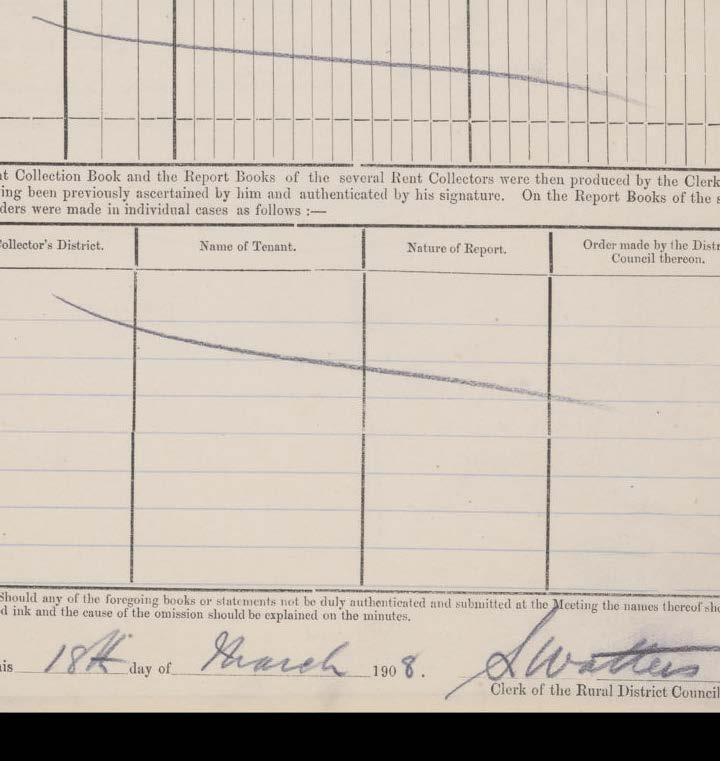 nt Collection Book and the Report Books of the several Rent Collectors were then produced by the Clerk
ing been previously ascertained by him and authenticated by his signature. On the Report Books of the s
ders were made in individual cases as follows :—
ollector's District. Name of Tenant. Nature of Report. Order made by the Distr
Council thereon.
Should any of the foregoing books or statements not be duly authenticated and submitted at the Meeting the names thereof sho
d ink and the cause of the omission should be explained on the minutes.
is 18th day of March 1908. S Watters
Clerk of the Rural District Council